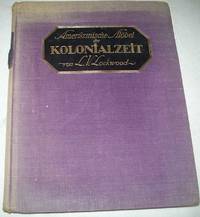 Amerikanische Möbel
der
KOLONIALZEIT
von L.V. Lockwood